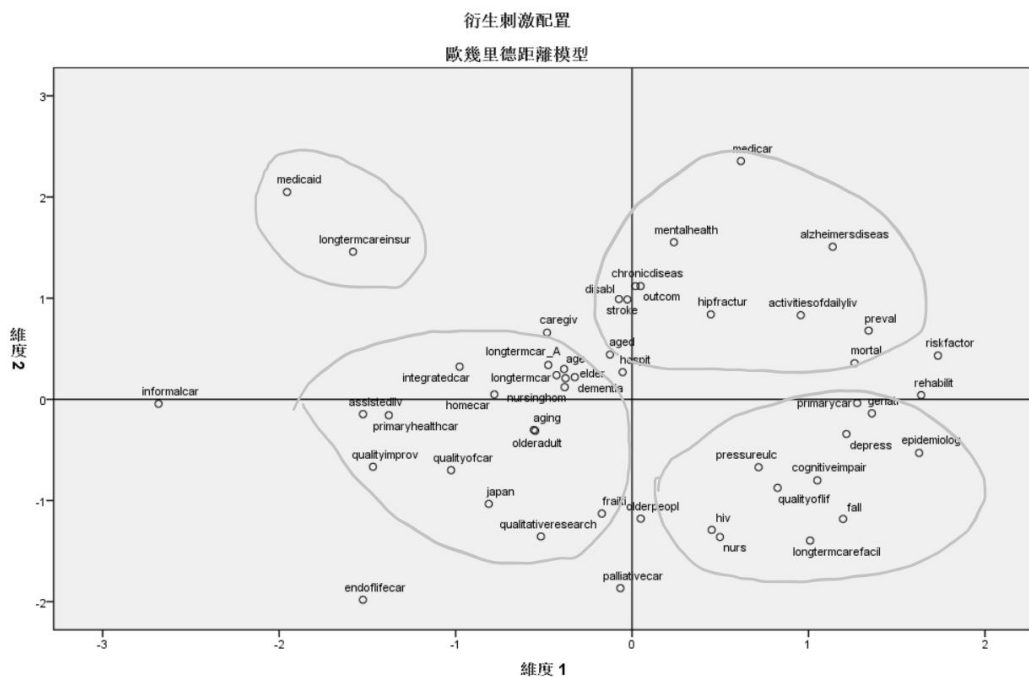 衍生刺激配置
歐幾里德距離模型
3
medicar
2
medicaid
mentalhealth
alzheimersdiseas
longtermcareinsur
chronicdiseas
1
disabl
outcom
stroke
hipfractur
activitiesofdailyliv
caregiv
preval
aged
mortal
riskfactor
longtermcar_A
age
hospit
integratedcar
longtermcar
elder
dementia
rehabilit
nursinghom
informalcar
homecar
0
assistedliv
primarycar
geriatr
primaryhealthcar
aging
olderadult
depress
epidemiolog
qualityimprov
qualityofcar
pressureulc
cognitiveimpair
japan
qualityoflif
-1
olderpeopl
fall
qualitativeresearch
hiv
nurs
longtermcarefacil
palliativecar
endoflifecar
-2
-3 -2 -1 0 1 2
維度 2
維度 1